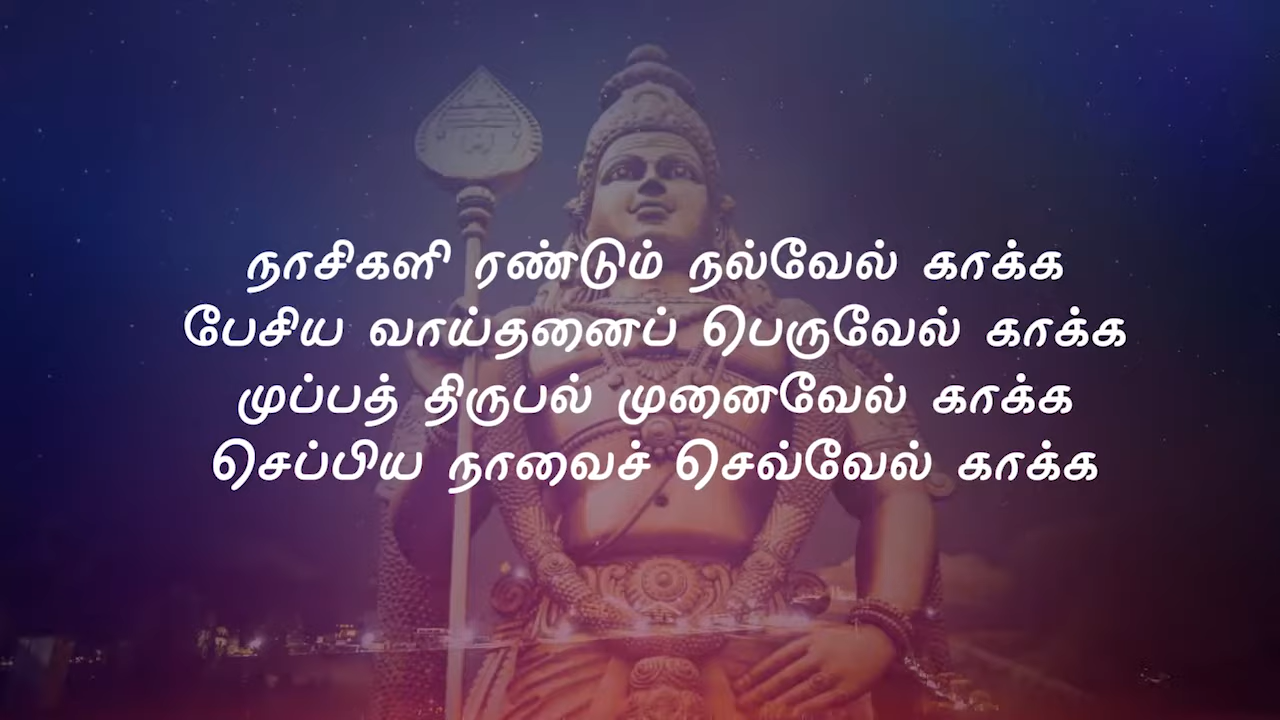 நாசிகளி ரண்டும் நல்வேல் காக்க
பேசிய வாய்தனைப் பெருவேல் காக்க
முப்பத் திருபல் முனைவேல் காக்க
செப்பிய நாவைச் செவ்வேல் காக்க